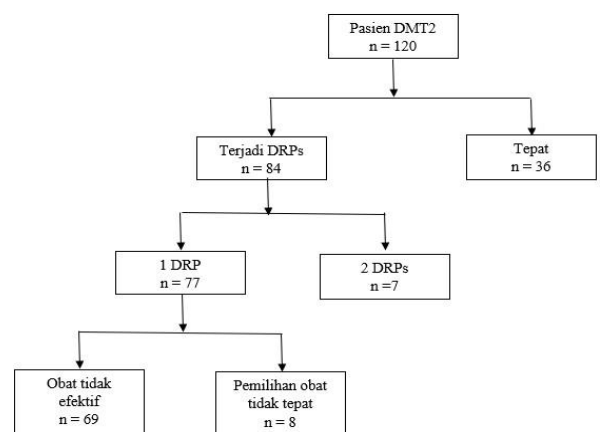 Pasien DMT2
n = 120
Terjadi DRPs
n = 84
Tepat
n = 36
1 DRP
n = 77
2 DRPs
n =7
Obat tidak
efektif
n = 69
Pemilihan obat
tidak tepat
n = 8